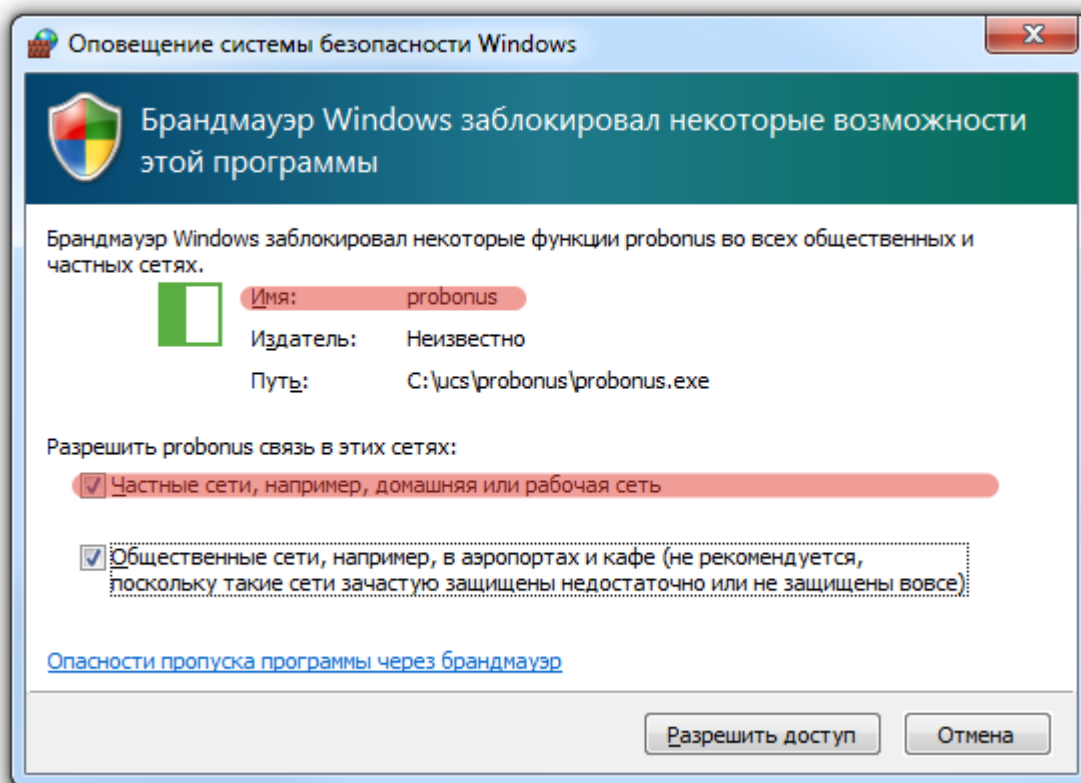 Оповещение системы безопасности Windows
Брандмауэр Windows заблокировал некоторые возможности
этой программы
Брандмауэр Windows заблокировал некоторые функции probonus во всех общественных и
частных сетях.
Имя: probonus
Издатель: Неизвестно
Путь: C:\ucs\probonus\probonus.exe
Разрешить probonus связь в этих сетях:
Частные сети, например, домашняя или рабочая сеть
Общественные сети, например, в аэропортах и кафе (не рекомендуется,
поскольку такие сети зачастую защищены недостаточно или не защищены вовсе)
Опасности пропуска программы через брандмауэр
Разрешить доступ Отмена